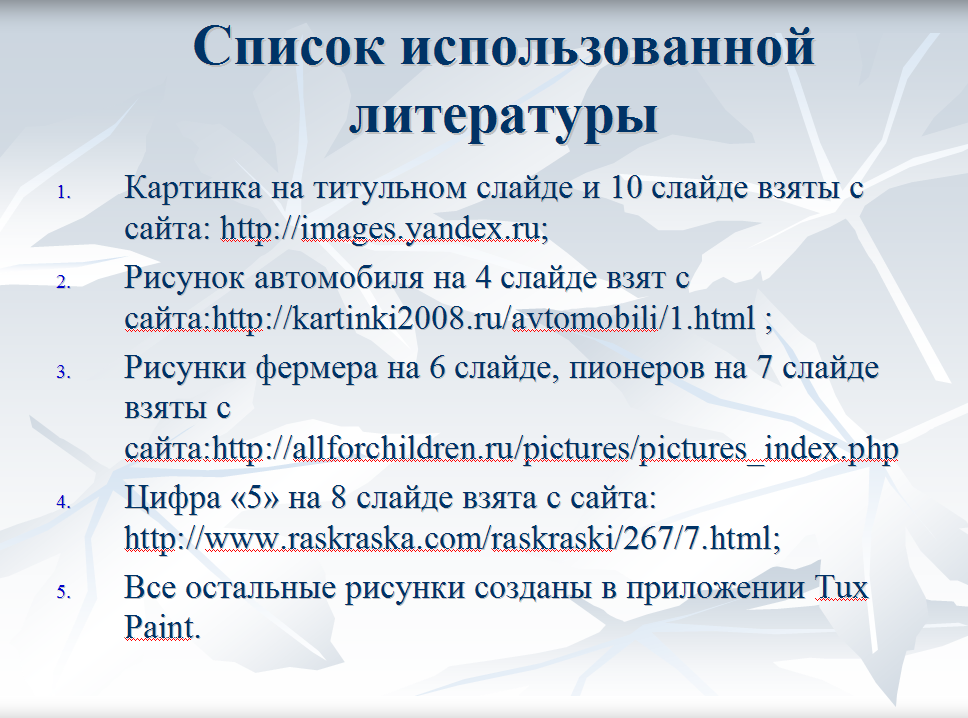 Список использованной
литературы
1. Картинка на титульном слайде и 10 слайде взяты с
сайта: http://images.yandex.ru;
2. Рисунок автомобиля на 4 слайде взят с
сайта:http://kartinki2008.ru/avtomobili/1.html ;
3. Рисунки фермера на 6 слайде, пионеров на 7 слайде
взяты с
сайта:http://allforchildren.ru/pictures/pictures_index.php
4. Цифра «5» на 8 слайде взята с сайта:
http://www.raskraska.com/raskraski/267/7.html;
5. Все остальные рисунки созданы в приложении Tux
Paint.